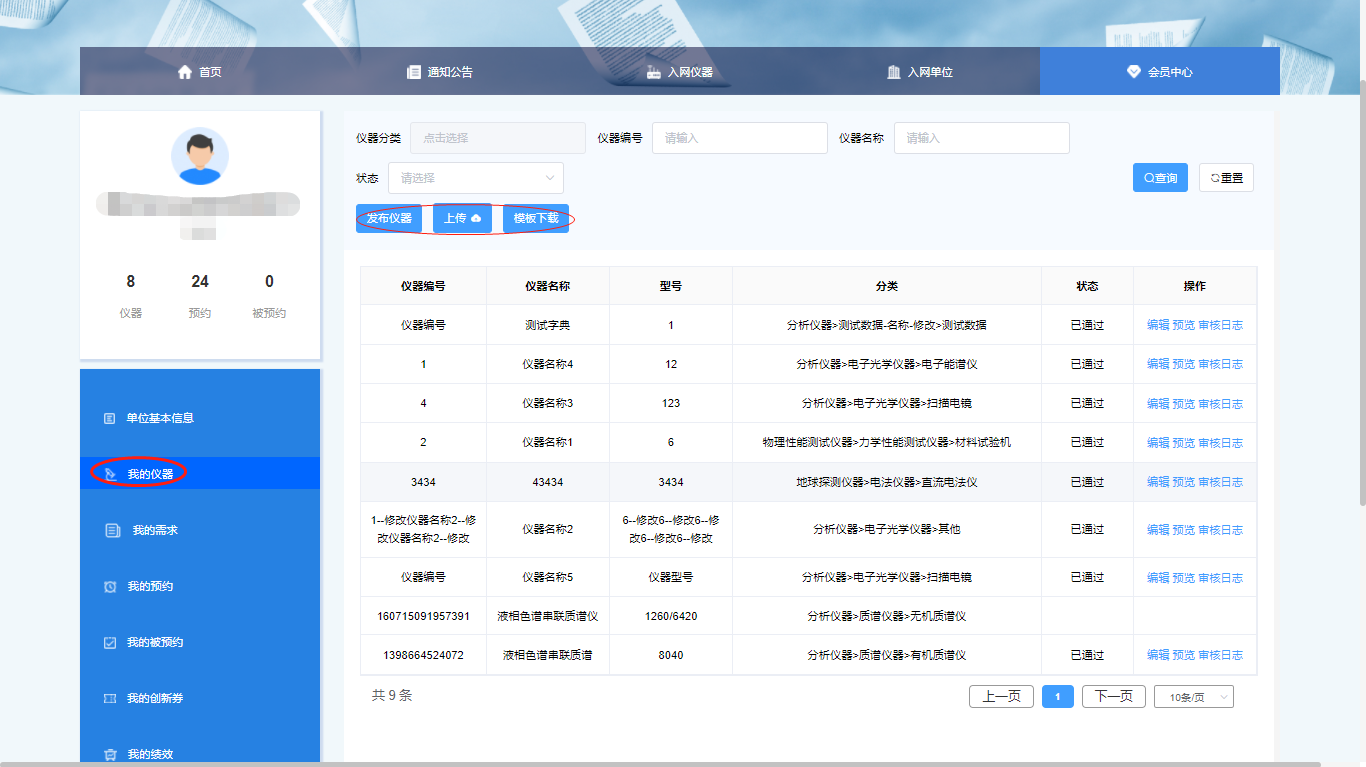 首页 通知公告 入网仪器 入网单位 会员中心
8 24 0
仪器 预约 被预约
单位基本信息
我的仪器
我的需求
我的预约
我的被预约
我的创新券
我的绩效
仪器分类 点击选择 仪器编号 请输入 仪器名称 请输入
状态 请选择 查询 重置
发布仪器 上传 模板下载
仪器编号 仪器名称 型号 分类 状态 操作
仪器编号 测试字典 1 分析仪器>测试数据-名称-修改>测试数据 已通过 编辑 预览 审核日志
1 仪器名称4 12 分析仪器>电子光学仪器>电子能谱仪 已通过 编辑 预览 审核日志
4 仪器名称3 123 分析仪器>电子光学仪器>扫描电镜 已通过 编辑 预览 审核日志
2 仪器名称1 6 物理性能测试仪器>力学性能测试仪器>材料试验机 已通过 编辑 预览 审核日志
3434 43434 3434 地球探测仪器>电法仪器>直流电法仪 已通过 编辑 预览 审核日志
1--修改仪器名称2--修 6--修改6--修改6--修
改仪器名称2--修改 仪器名称2 改6--修改6--修改 分析仪器>电子光学仪器>其他 已通过 编辑 预览 审核日志
仪器编号 仪器名称5 仪器型号 分析仪器>电子光学仪器>扫描电镜 已通过 编辑 预览 审核日志
160715091957391 液相色谱串联质谱仪 1260/6420 分析仪器>质谱仪器>无机质谱仪
1398664524072 液相色谱串联质谱 8040 分析仪器>质谱仪器>有机质谱仪 已通过 编辑 预览 审核日志
共 9 条 上一页 1 下一页 10条/页